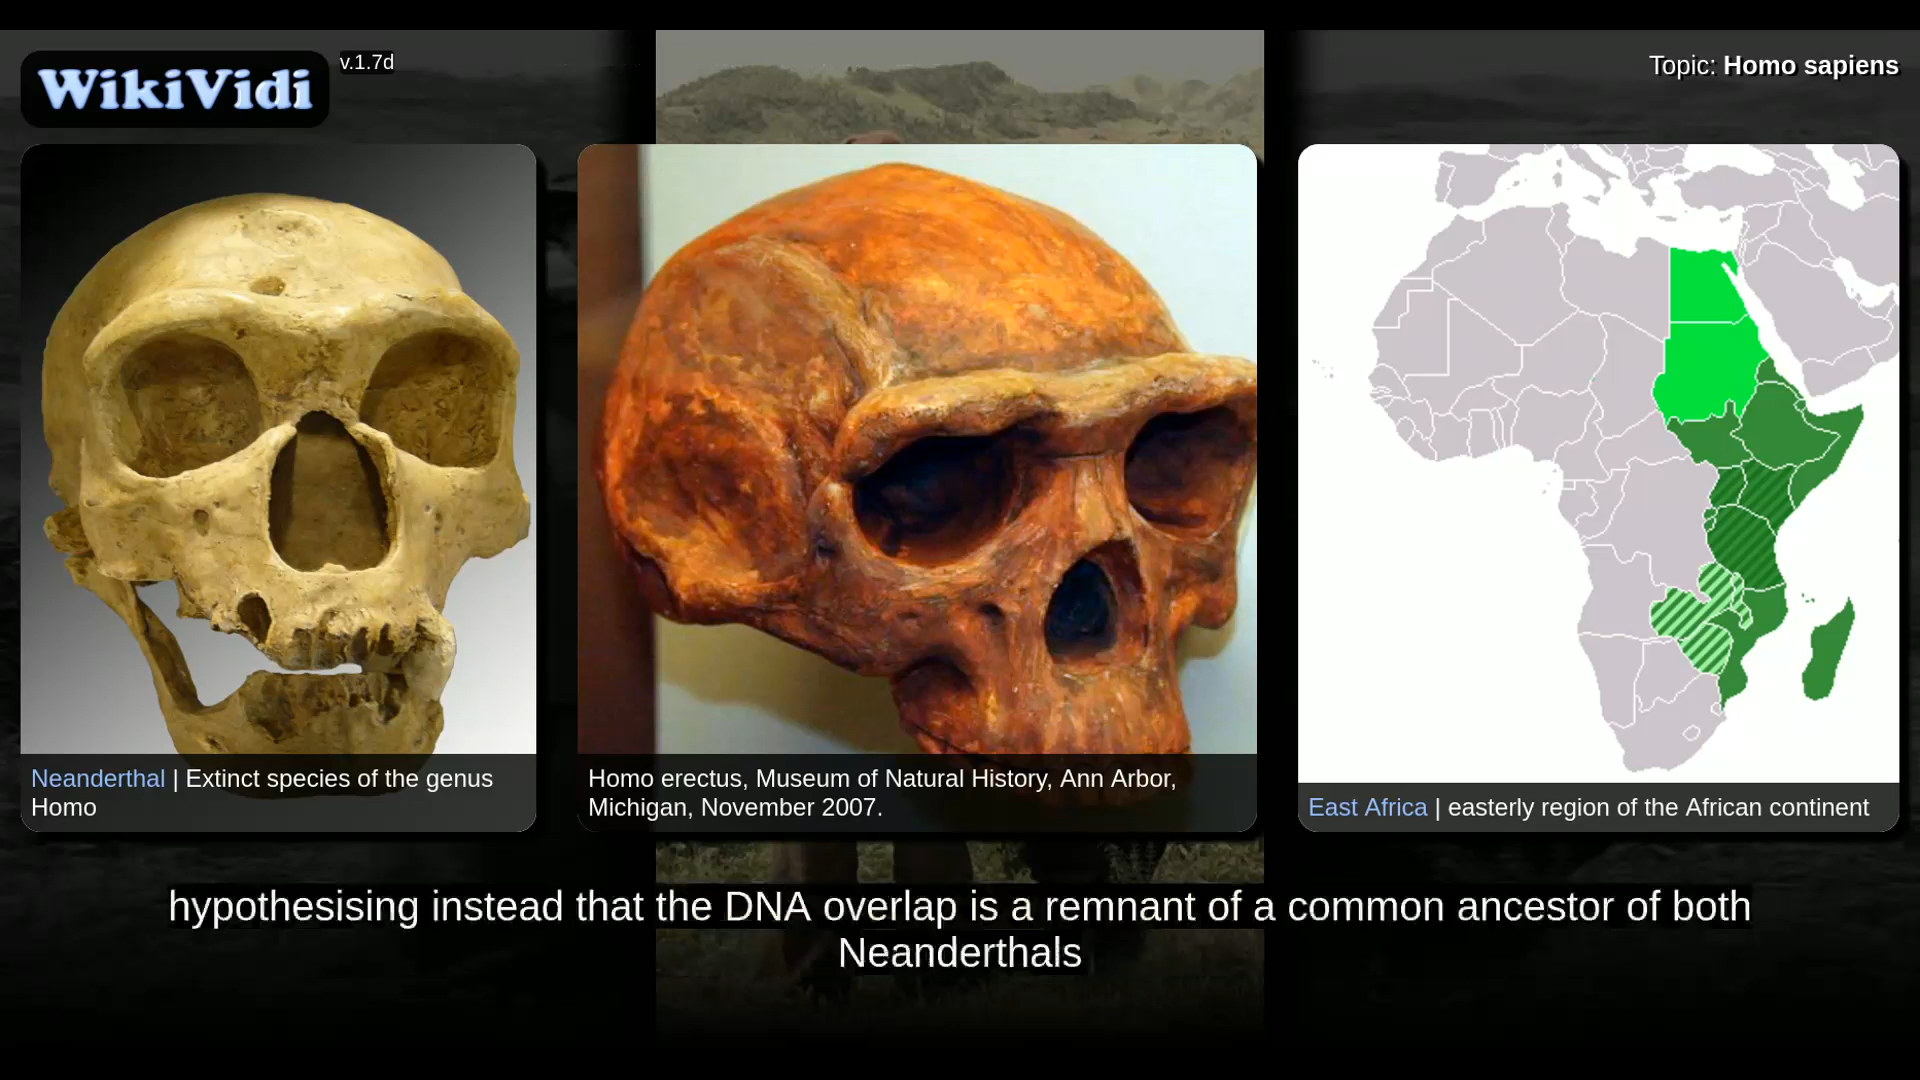 WikiVidi
v.1.7d
Topic: Homo sapiens
Neanderthal | Extinct species of the genus
Homo
Homo erectus, Museum of Natural History, Ann Arbor,
Michigan, November 2007.
East Africa | easterly region of the African continent
hypothesising instead that the DNA overlap is a remnant of a common ancestor of both
Neanderthals